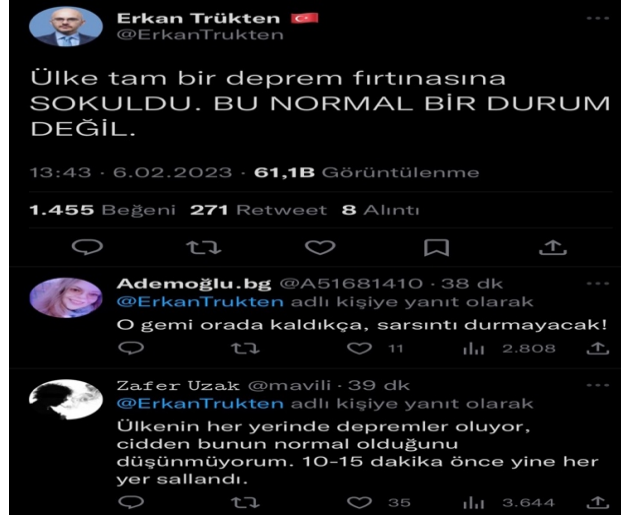 Erkan Trükten 🇹🇷
@ErkanTrukten
Ülke tam bir deprem fırtınasına
SOKULDU. BU NORMAL BİR DURUM
DEĞİL.
13:43 · 6.02.2023 · 61,1B Görüntülenme
1.455 Beğeni 271 Retweet 8 Alıntı
Ademoğlu.bg @A51681410 · 38 dk
@ErkanTrukten adlı kişiye yanıt olarak
O gemi orada kaldıkça, sarsıntı durmayacak!
11 2.808
Zafer Uzak @mavili · 39 dk
@ErkanTrukten adlı kişiye yanıt olarak
Ülkenin her yerinde depremler oluyor,
cidden bunun normal olduğunu
düşünmüyorum. 10-15 dakika önce yine her
yer sallandı.
35 3.644